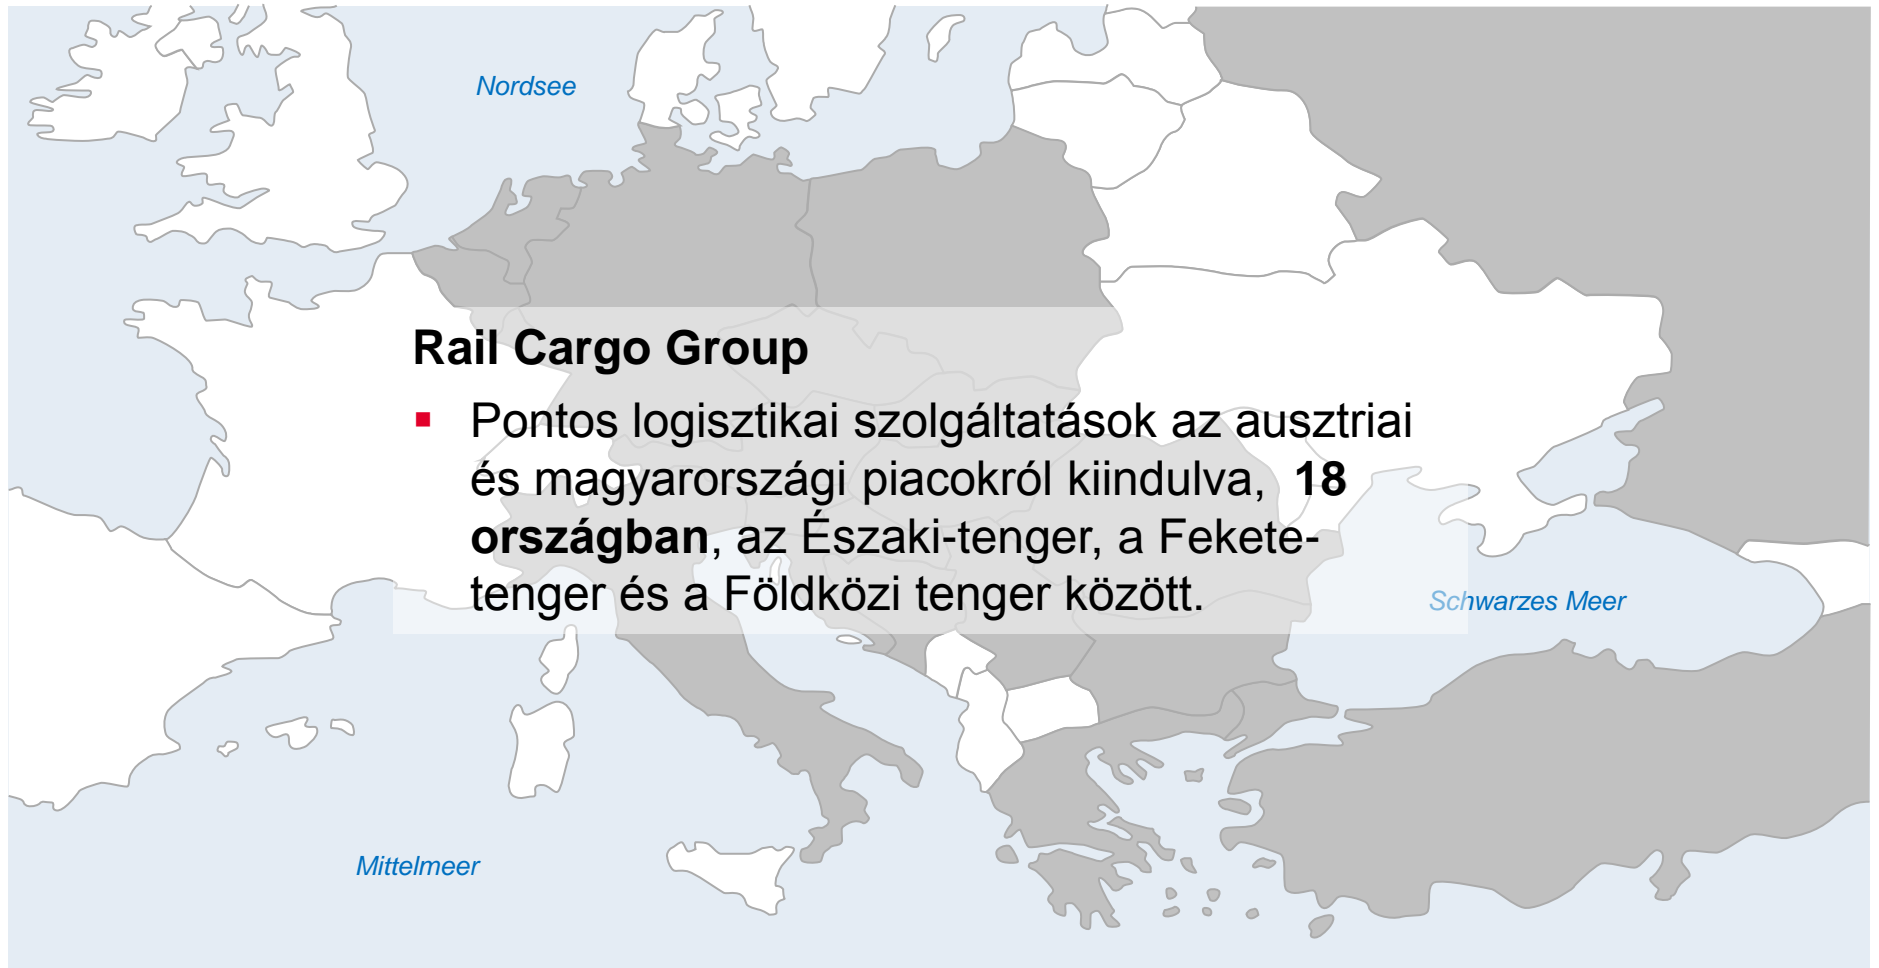 Nordsee
Rail Cargo Group
▪ Pontos logisztikai szolgáltatások az ausztriai
és magyarországi piacokról kiindulva, 18
országban, az Északi-tenger, a Fekete-
tenger és a Földközi tenger között.
Schwarzes Meer
Mittelmeer